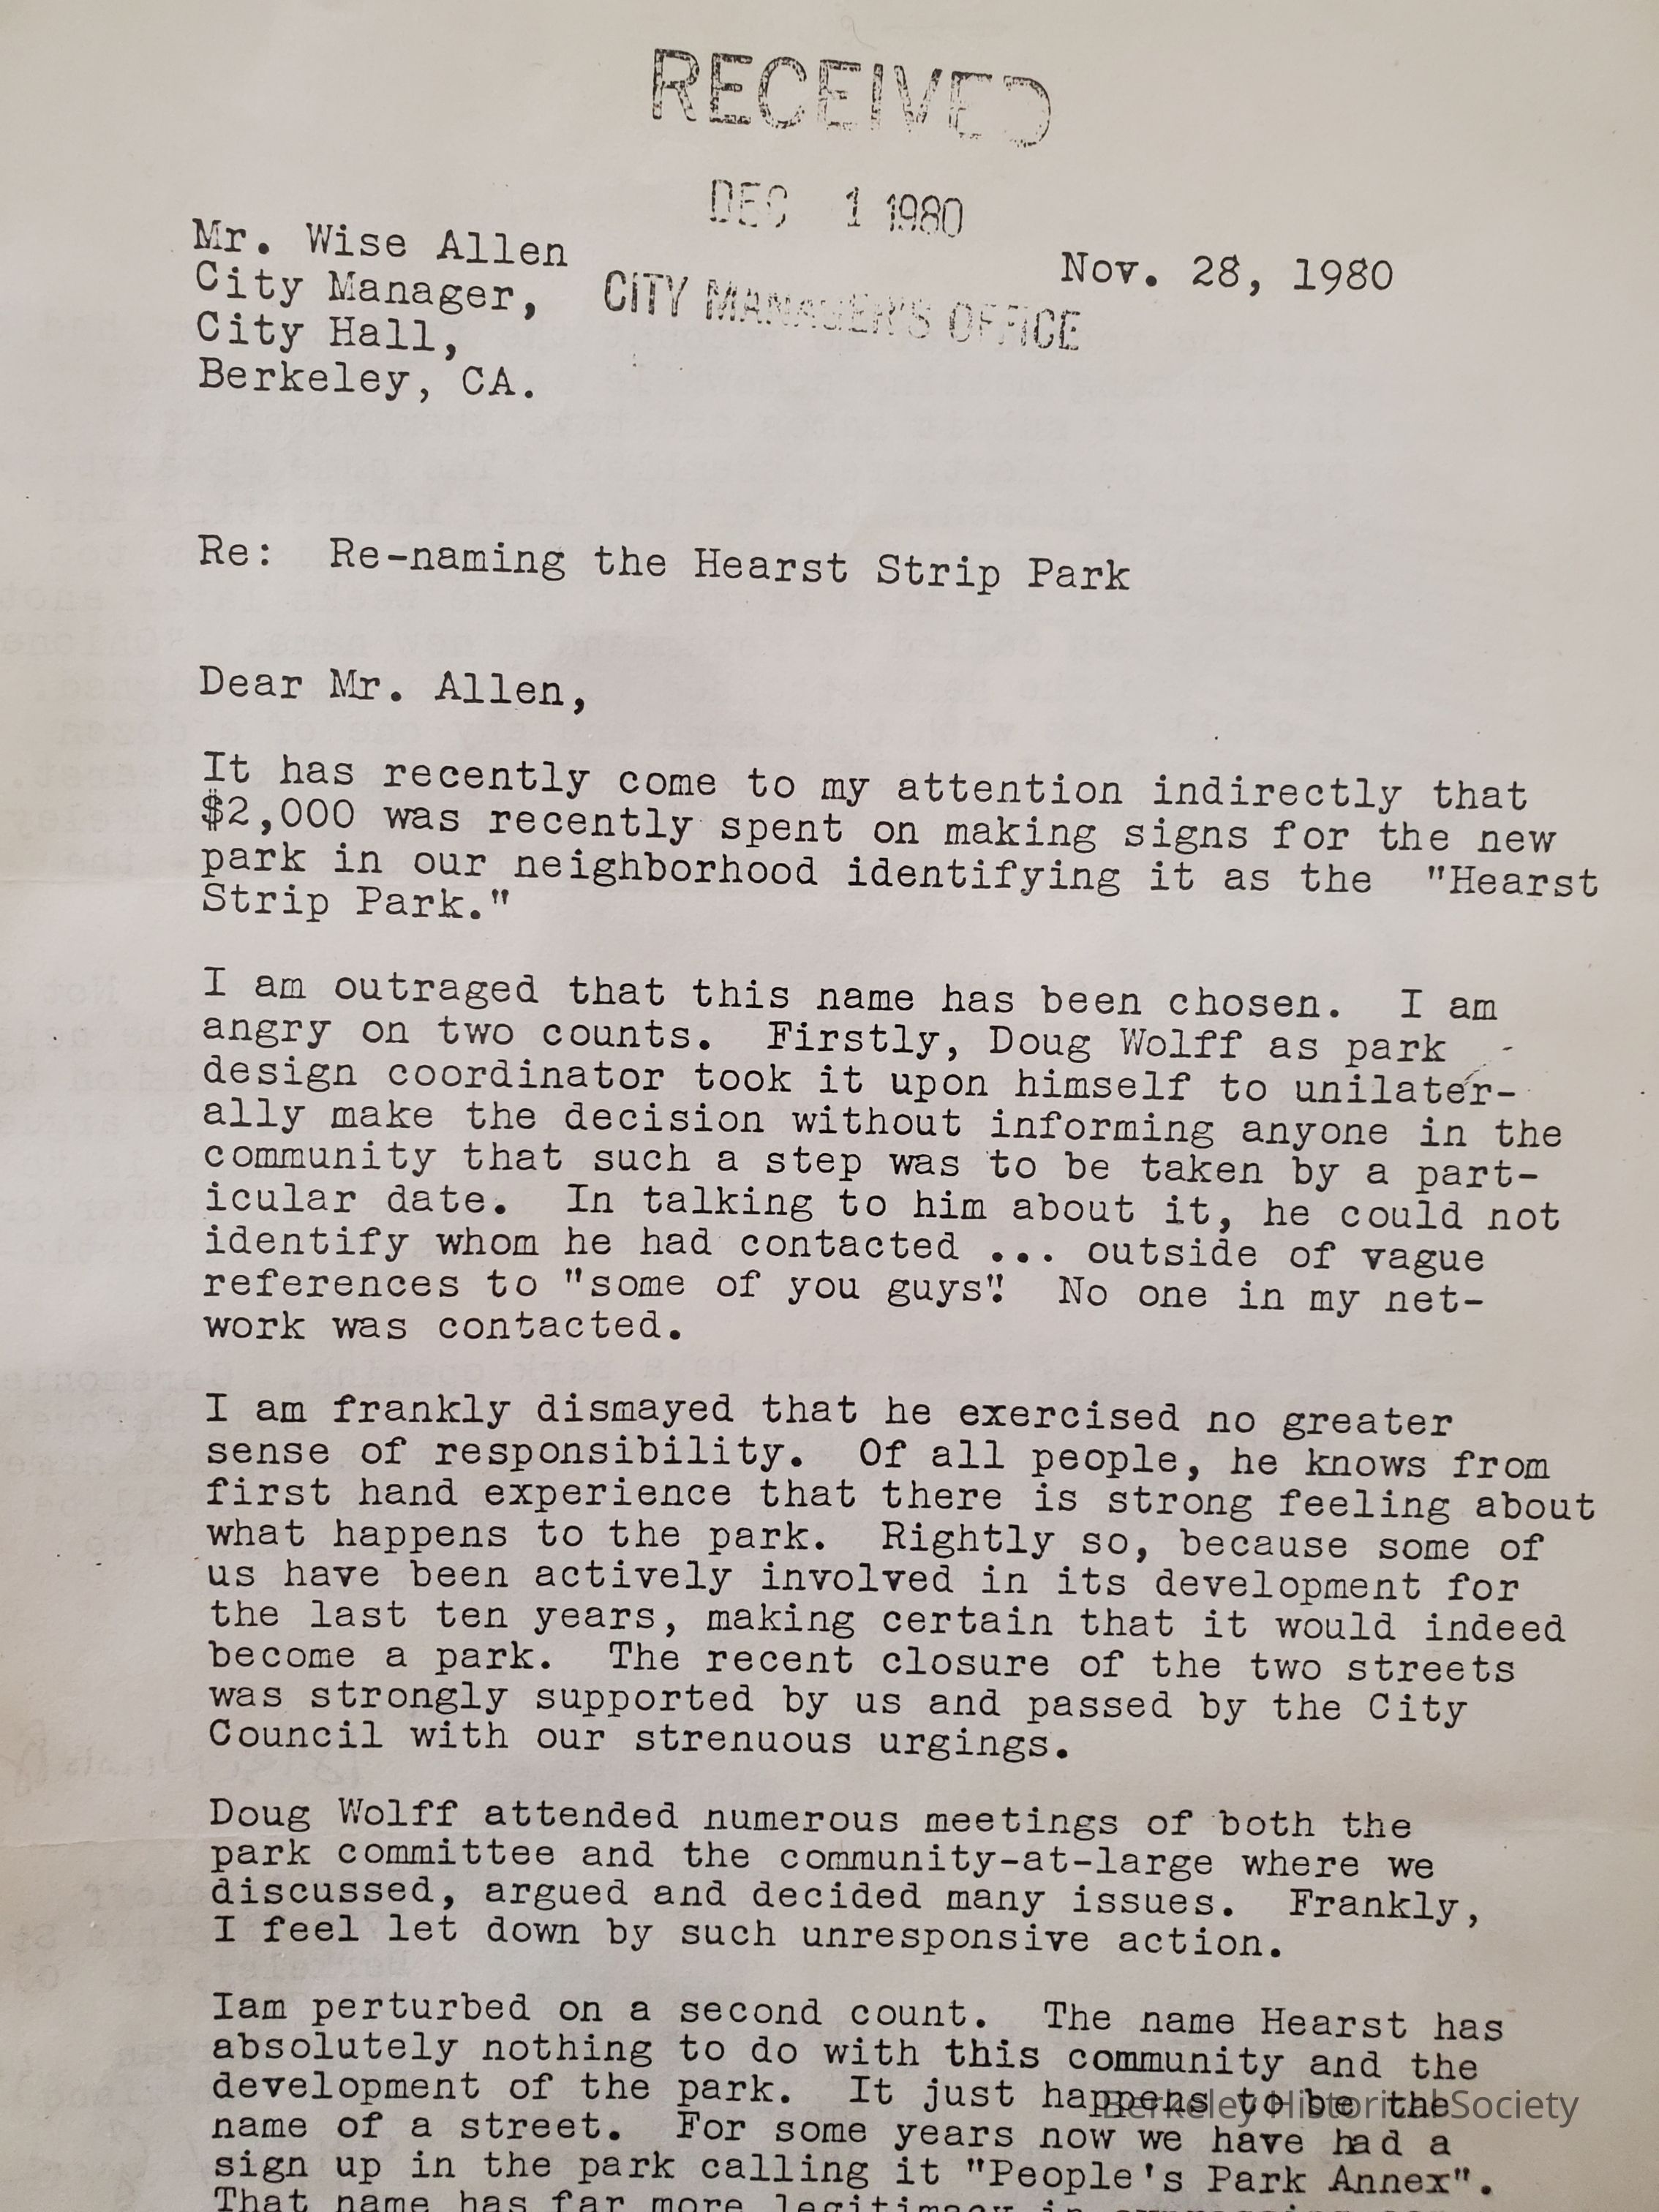 RECEIVED
DEC 1 1980
CITY MANAGER'S OFFICE
Mr. Wise Allen
City Manager,
City Hall,
Berkeley, CA.
Nov. 28, 1980
Re: Re-naming the Hearst Strip Park
Dear Mr. Allen,
It has recently come to my attention indirectly that
$2,000 was recently spent on making signs for the new
park in our neighborhood identifying it as the "Hearst
Strip Park."
I am outraged that this name has been chosen. I am
angry on two counts. Firstly, Doug Wolff as park
design coordinator took it upon himself to unilater-
ally make the decision without informing anyone in the
community that such a step was to be taken by a part-
icular date. In talking to him about it, he could not
identify whom he had contacted ... outside of vague
references to "some of you guys". No one in my net-
work was contacted.
I am frankly dismayed that he exercised no greater
sense of responsibility. Of all people, he knows from
first hand experience that there is strong feeling about
what happens to the park. Rightly so, because some of
us have been actively involved in its development for
the last ten years, making certain that it would indeed
become a park. The recent closure of the two streets
was strongly supported by us and passed by the City
Council with our strenuous urgings.
Doug Wolff attended numerous meetings of both the
park committee and the community-at-large where we
discussed, argued and decided many issues. Frankly,
I feel let down by such unresponsive action.
Iam perturbed on a second count. The name Hearst has
absolutely nothing to do with this community and the
development of the park. It just happens to be the
name of a street. For some years now we have had a
sign up in the park calling it "People's Park Annex".
That name has far more legitimacy in
Berkeley Historical Society